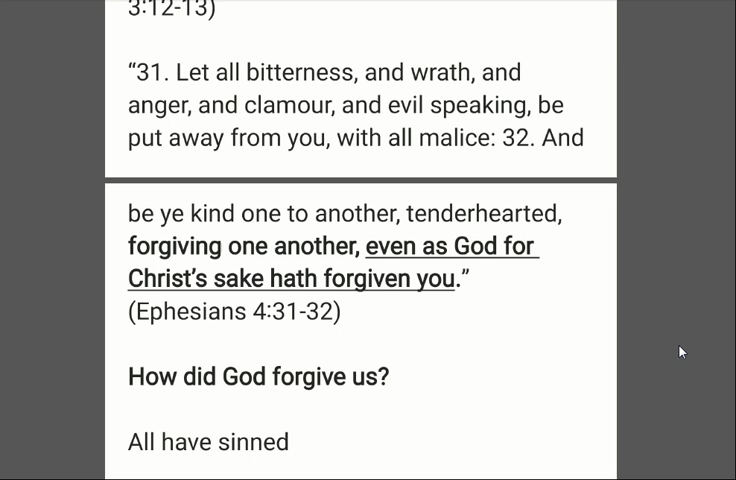 3:12-13)
“31. Let all bitterness, and wrath, and
anger, and clamour, and evil speaking, be
put away from you, with all malice: 32. And
be ye kind one to another, tenderhearted,
forgiving one another, even as God for
Christ’s sake hath forgiven you.”
(Ephesians 4:31-32)
How did God forgive us?
All have sinned